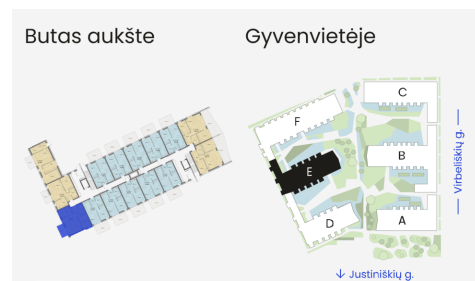 Butas aukšte
Gyvenvietėje
C
F
B
E
A
D
Virbeliškių g.
↓ Justiniškių g.